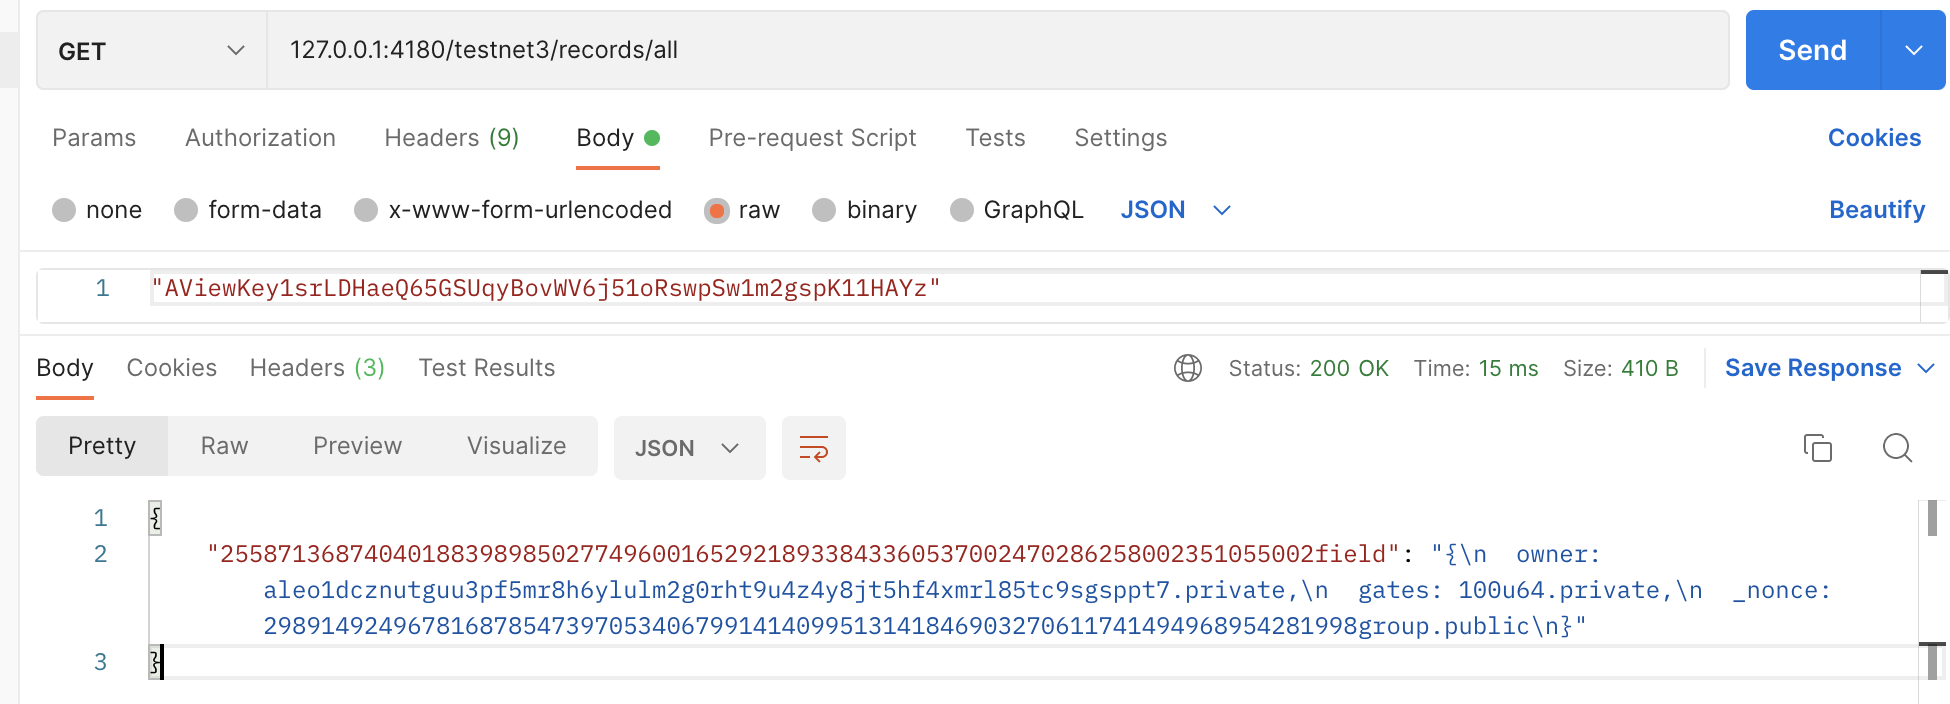 GET 127.0.0.1:4180/testnet3/records/all Send
Params Authorization Headers (9) Body Pre-request Script Tests Settings Cookies
none form-data x-www-form-urlencoded raw binary GraphQL JSON Beautify
1 "AViewKey1srLDHaeQ65GSUqyBovWV6j51oRswpSw1m2gspK11HAYz"
Body Cookies Headers (3) Test Results Status: 200 OK Time: 15 ms Size: 410 B Save Response
Pretty Raw Preview Visualize JSON
1 {
2 "2558713687404018839898502774960016529218933843360537002470286258002351055002field": "{\n  owner:
aleo1dcznutguu3pf5mr8h6ylulm2g0rht9u4z4y8jt5hf4xmrl85tc9sgsppt7.private,\n  gates: 100u64.private,\n  _nonce:
2989149249678168785473970534067991414099513141846903270611741494968954281998group.public\n}"
3 }